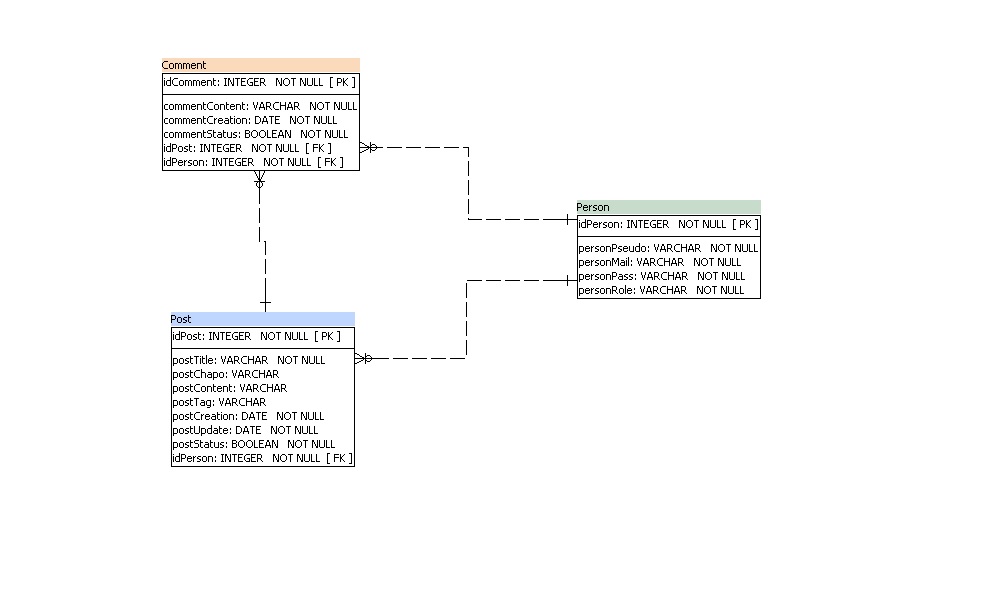 Comment
idComment: INTEGER NOT NULL [ PK ]
commentContent: VARCHAR NOT NULL
commentCreation: DATE NOT NULL
commentStatus: BOOLEAN NOT NULL
idPost: INTEGER NOT NULL [ FK ]
idPerson: INTEGER NOT NULL [ FK ]
Person
idPerson: INTEGER NOT NULL [ PK ]
personPseudo: VARCHAR NOT NULL
personMail: VARCHAR NOT NULL
personPass: VARCHAR NOT NULL
personRole: VARCHAR NOT NULL
Post
idPost: INTEGER NOT NULL [ PK ]
postTitle: VARCHAR NOT NULL
postChapo: VARCHAR
postContent: VARCHAR
postTag: VARCHAR
postCreation: DATE NOT NULL
postUpdate: DATE NOT NULL
postStatus: BOOLEAN NOT NULL
idPerson: INTEGER NOT NULL [ FK ]